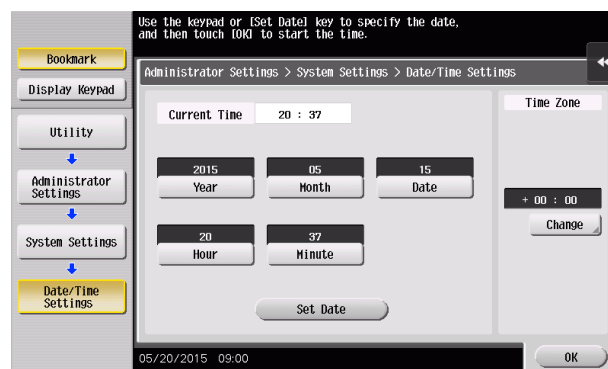 Use the keypad or [Set Date] key to specify the date,
and then touch [OK] to start the time.
Bookmark
Display Keypad
Utility
Administrator
Settings
System Settings
Date/Time
Settings
Administrator Settings > System Settings > Date/Time Settings
Current Time 20 : 37
2015 05 15
Year Month Date
20 37
Hour Minute
Set Date
Time Zone
+ 00 : 00
Change
05/20/2015 09:00
OK